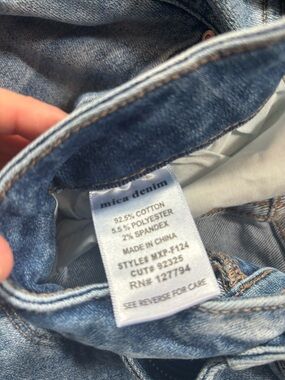 mica denim
92.5% COTTON
5.5% POLYESTER
2% SPANDEX
MADE IN CHINA
STYLE# MXP-F124
CUT# 92325
RN# 127794
SEE REVERSE FOR CARE